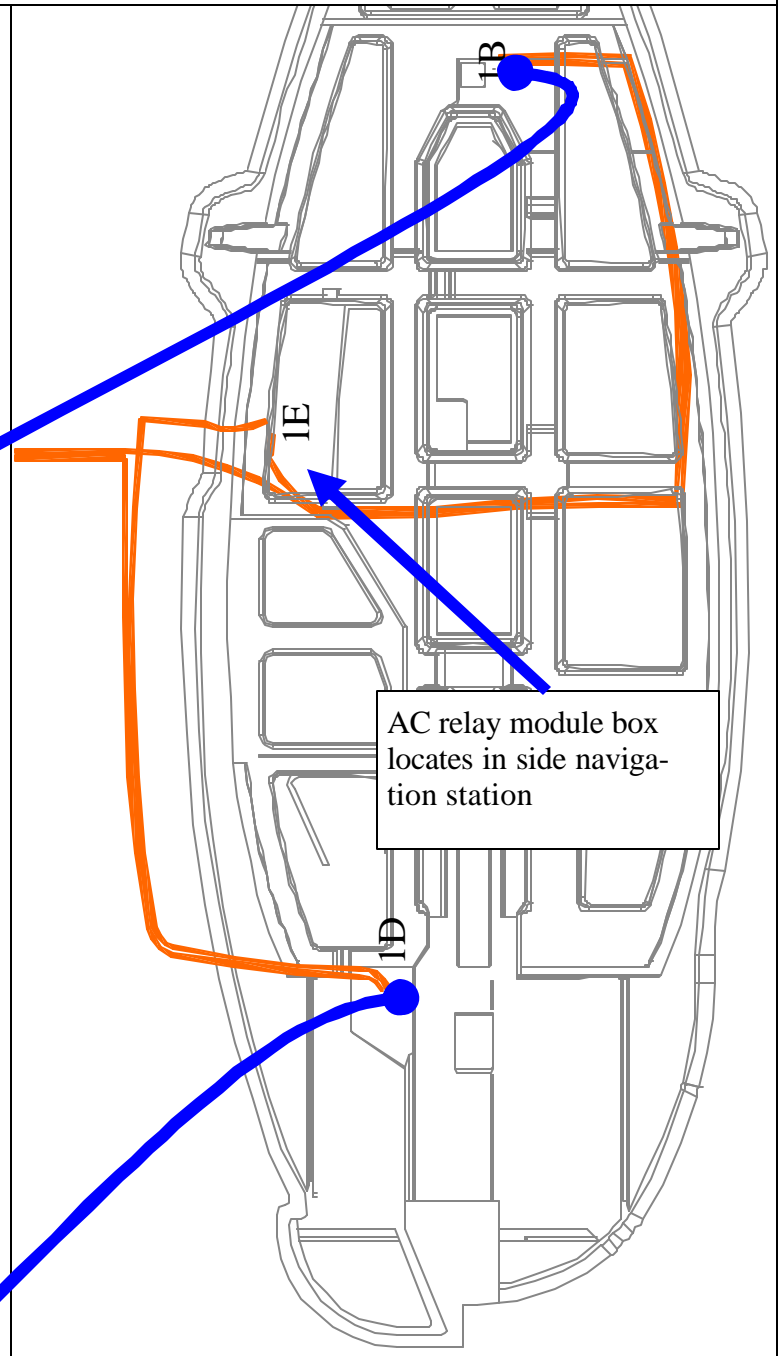 1B
1E
AC relay module box
locates in side naviga-
tion station
1D